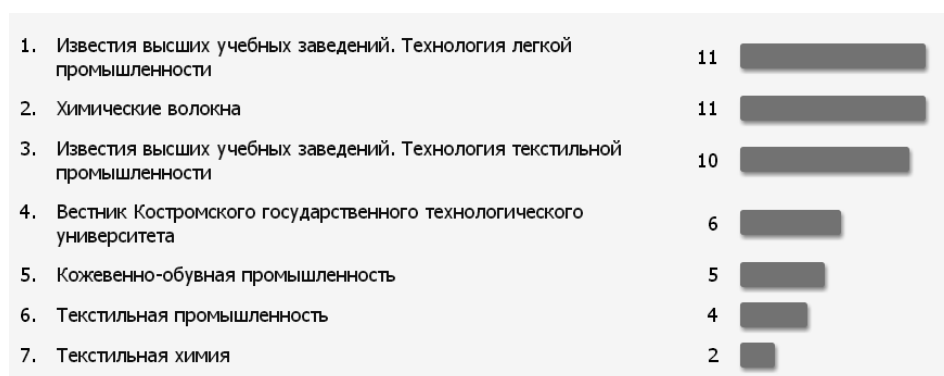 1. Известия высших учебных заведений. Технология легкой
промышленности 11
2. Химические волокна 11
3. Известия высших учебных заведений. Технология текстильной
промышленности 10
4. Вестник Костромского государственного технологического
университета 6
5. Кожевенно-обувная промышленность 5
6. Текстильная промышленность 4
7. Текстильная химия 2